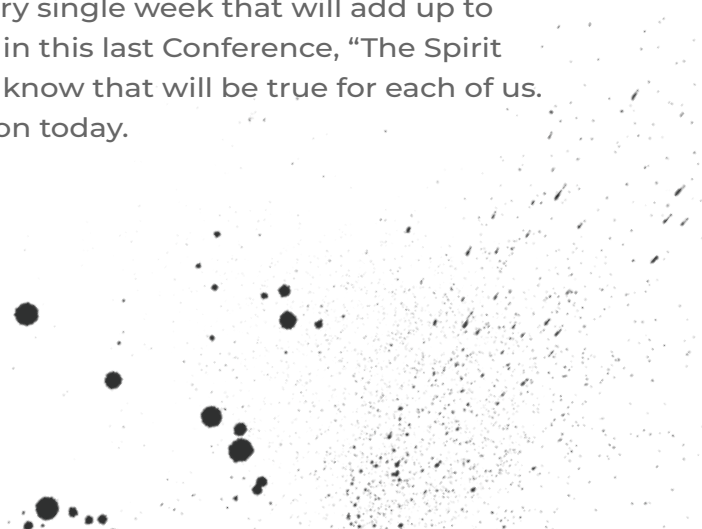 ry single week that will add up to
in this last Conference, “The Spirit
know that will be true for each of us.
on today.